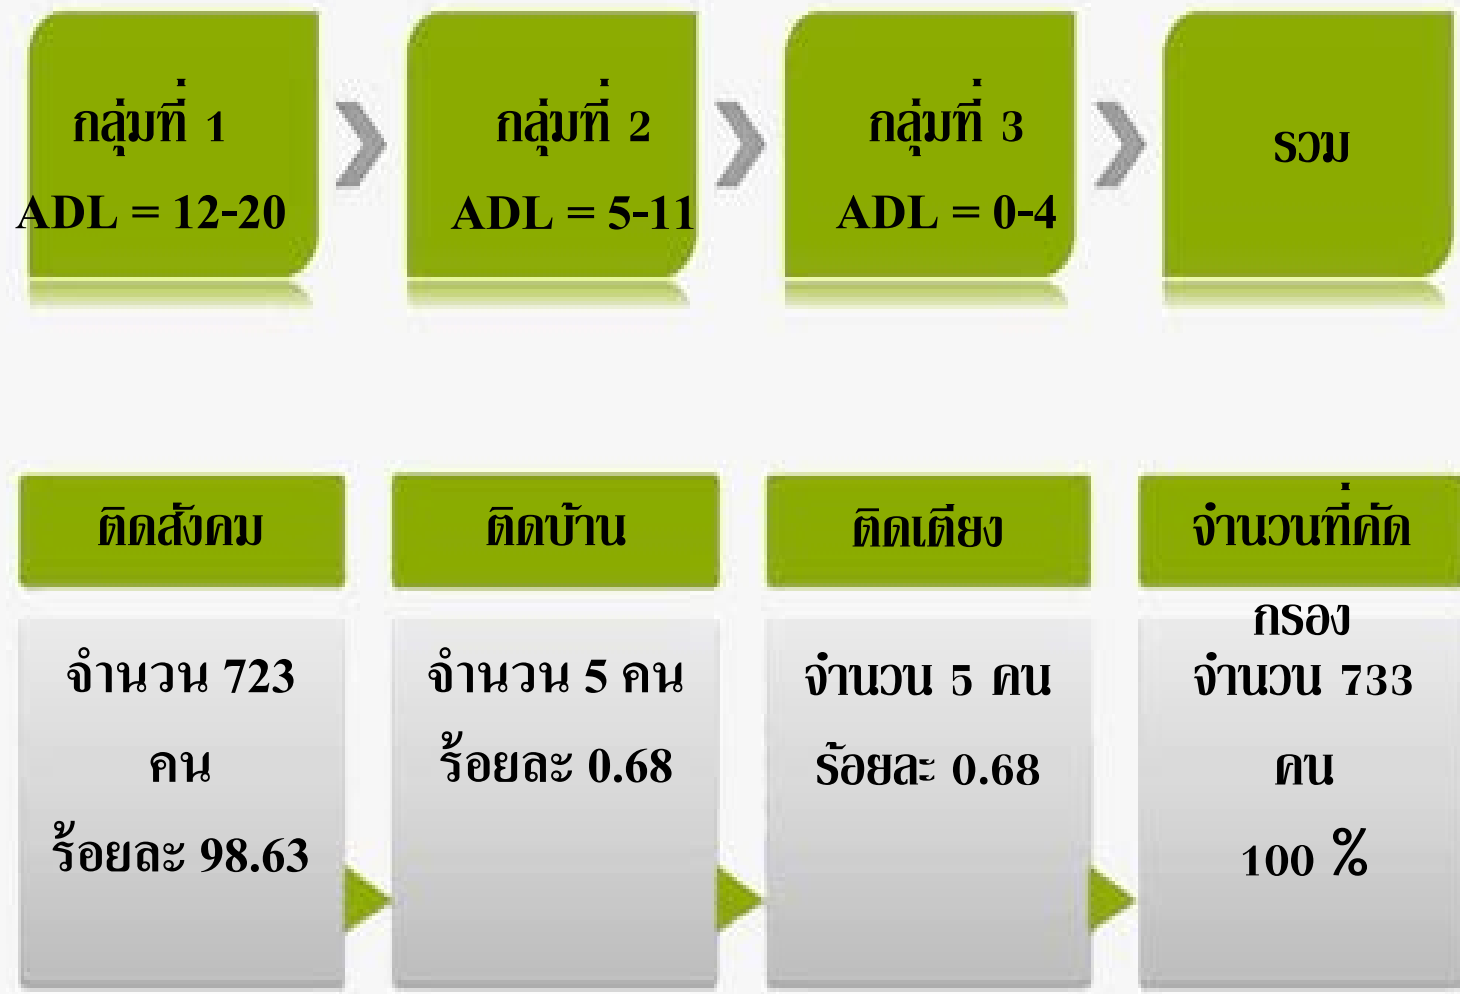 กลุ่มที่ 1
ADL = 12-20
กลุ่มที่ 2
ADL = 5-11
กลุ่มที่ 3
ADL = 0-4
รวม
ติดสังคม
จำนวน 723
คน
ร้อยละ 98.63
ติดบ้าน
จำนวน 5 คน
ร้อยละ 0.68
ติดเตียง
จำนวน 5 คน
ร้อยละ 0.68
จำนวนที่คัด
กรอง
จำนวน 733
คน
100 %